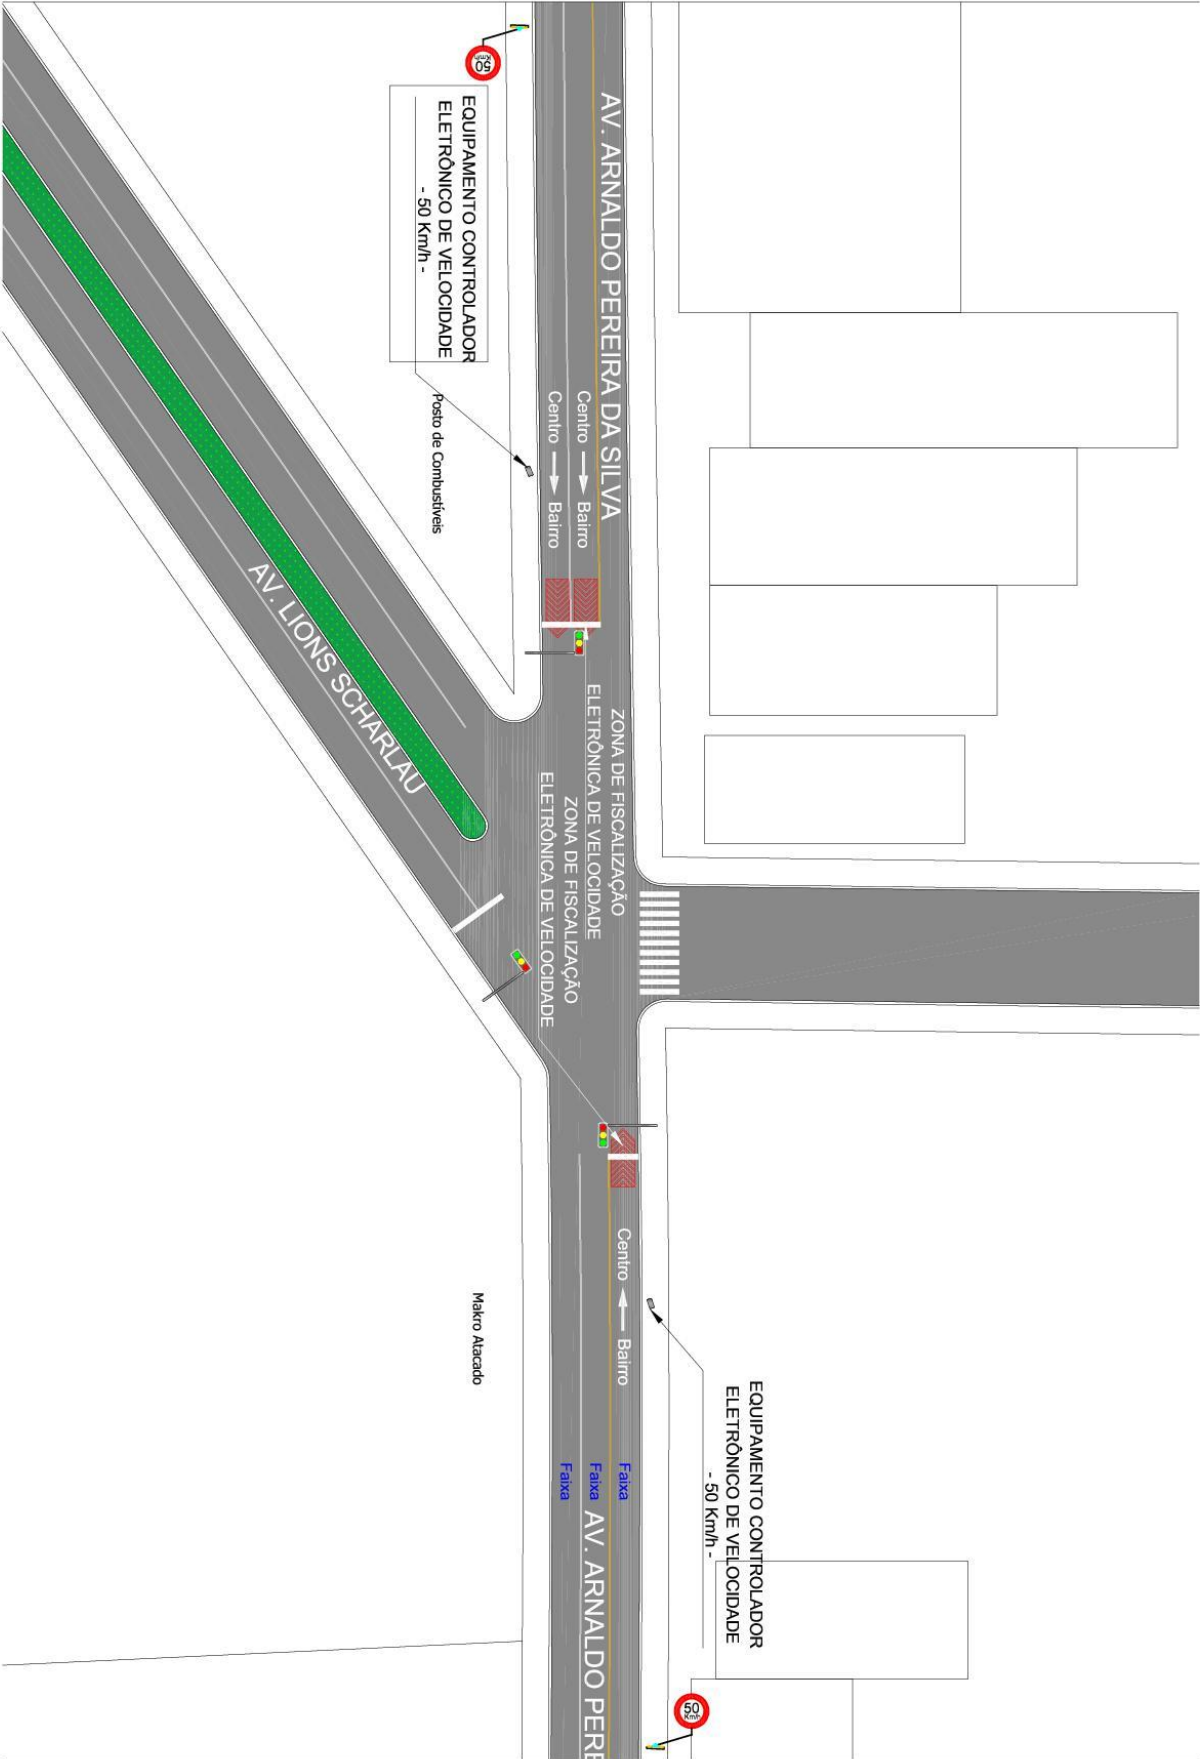 50
Km/h
AV. ARNALDO PEREIRA DA SILVA
EQUIPAMENTO CONTROLADOR
ELETRÔNICO DE VELOCIDADE
- 50 Km/h -
Posto de Combustíveis
Centro
Bairro
Centro
Bairro
AV. LIONS SCHARLAU
ZONA DE FISCALIZAÇÃO
ELETRÔNICA DE VELOCIDADE
ZONA DE FISCALIZAÇÃO
ELETRÔNICA DE VELOCIDADE
Centro
Bairro
Makro Atacado
EQUIPAMENTO CONTROLADOR
ELETRÔNICO DE VELOCIDADE
- 50 Km/h -
Faixa
Faixa
Faixa
AV. ARNALDO PERE
50
Km/h